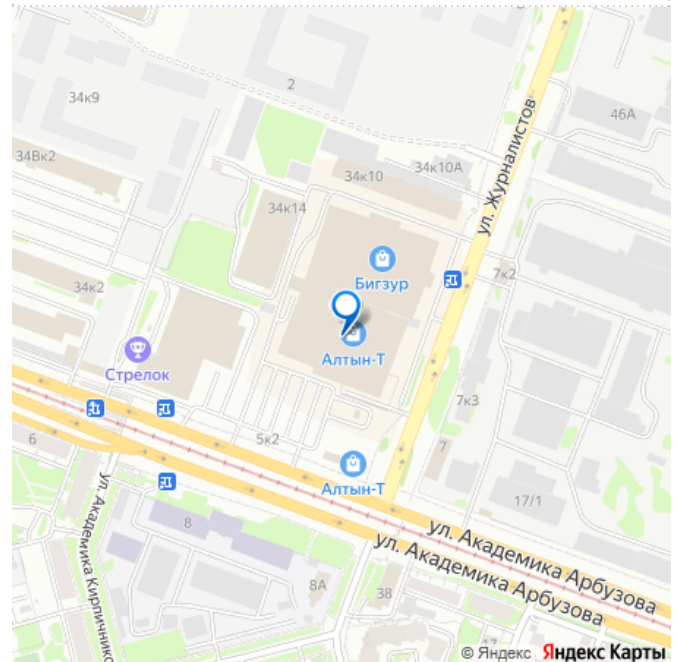 2
34к9
46А
34Вк2
34к10
34к10А
ул. Журналистов
34к14
Бигзур
7к2
34к2
Алтын-Т
Стрелок
7к3
5к2
6
7
Алтын-Т
17/1
ул. Академика Кирпичнико
8
ул. Академика Арбузова
ул. Академика Арбузова
8А
38
17
© Яндекс Яндекс Карты